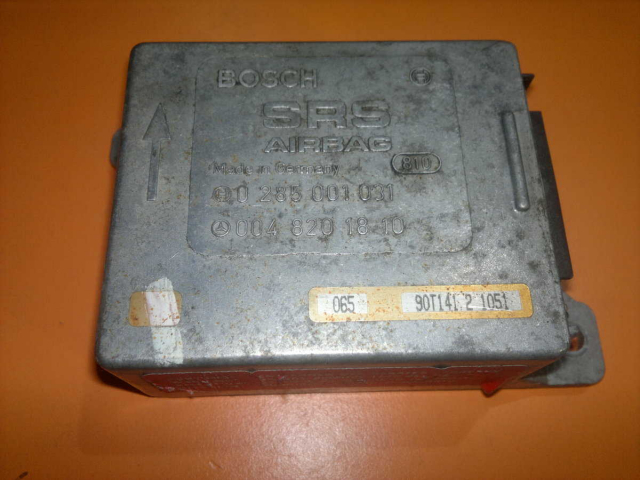 BOSCH
SRS
AIRBAG
Made in Germany
0 285 001 031
004 820 18 10
065 90T141 2 1051